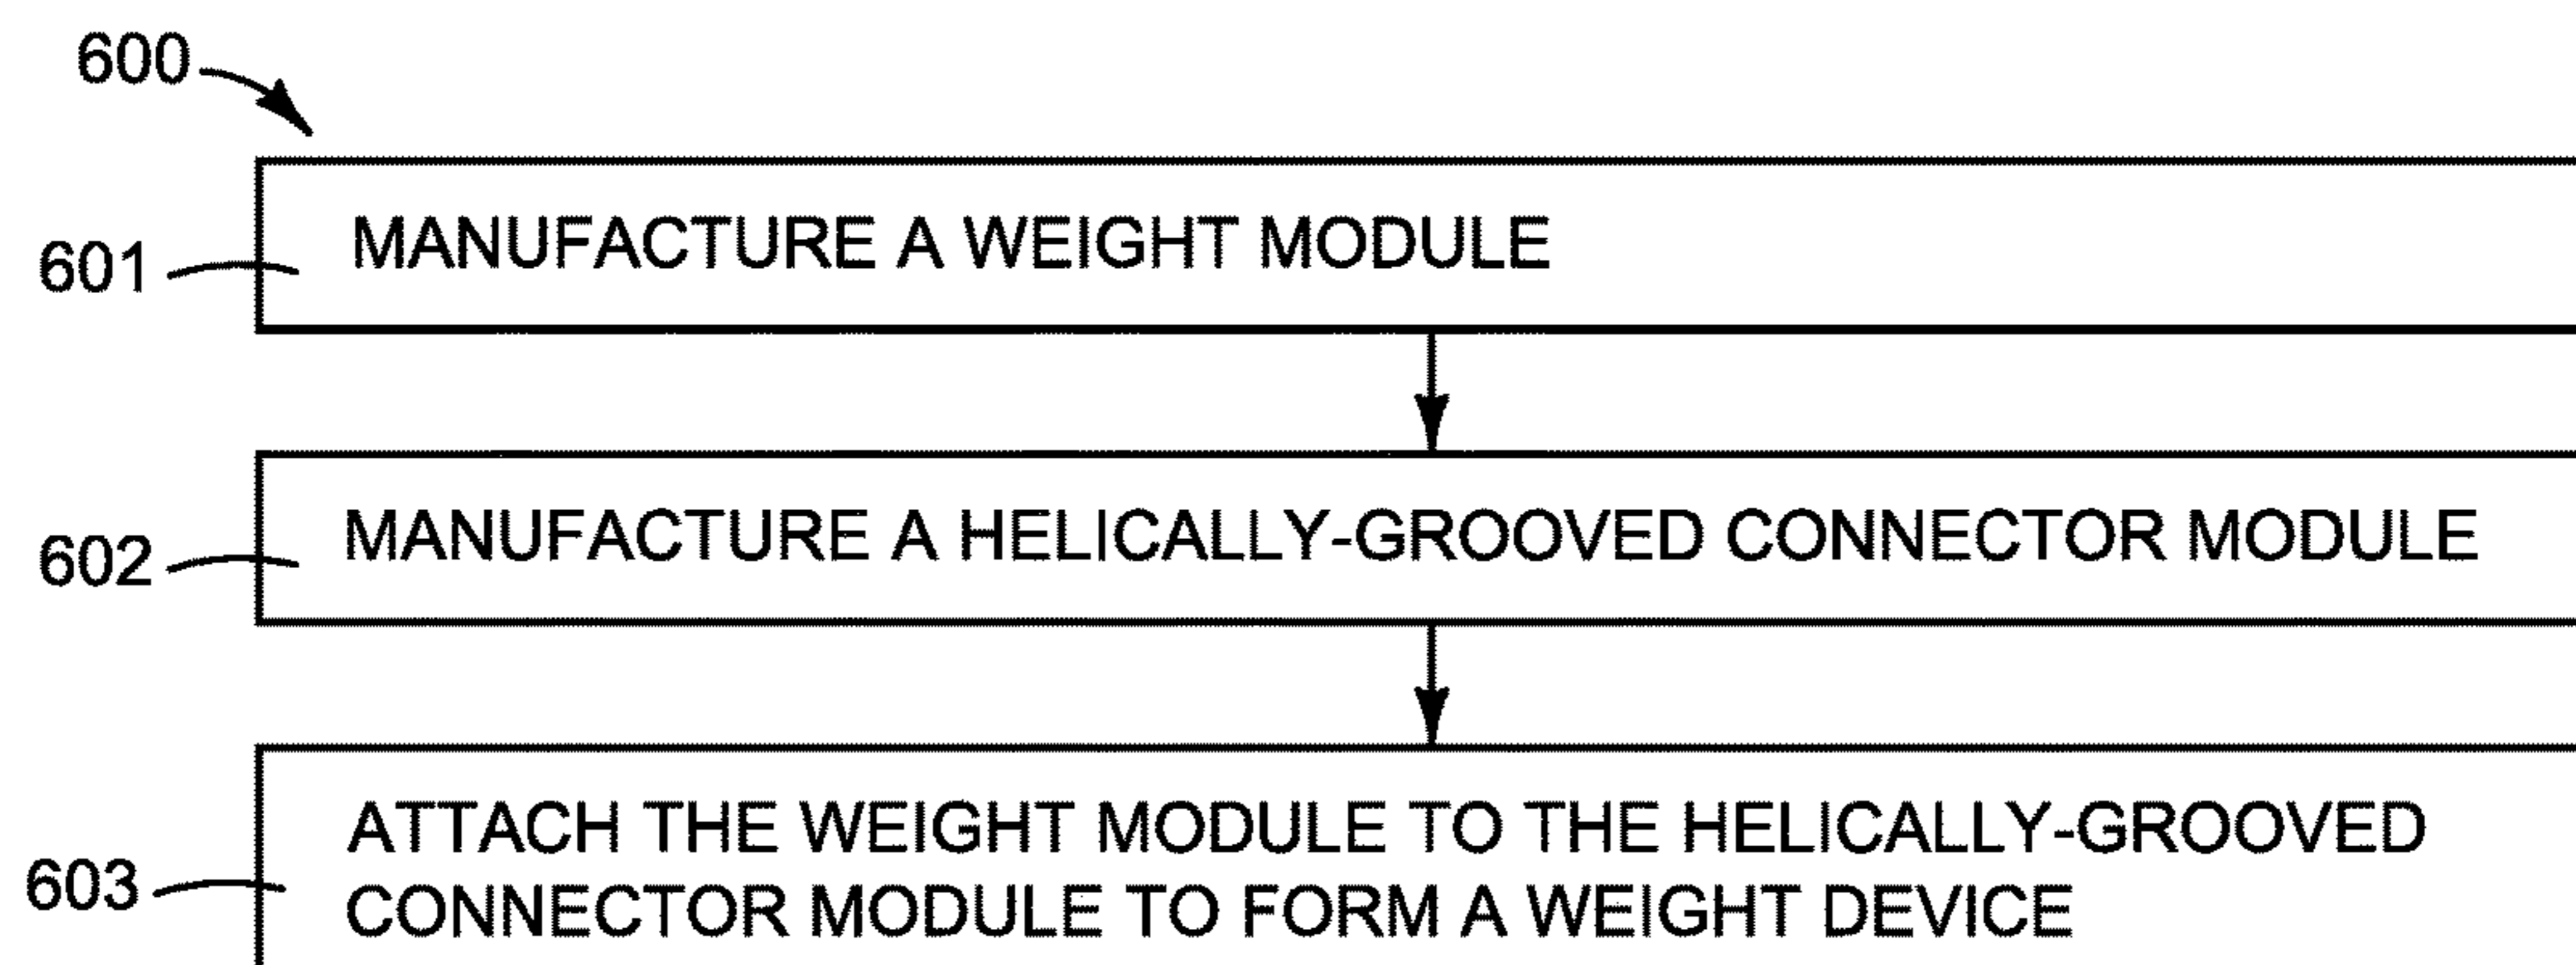 600
601 MANUFACTURE A WEIGHT MODULE
602 MANUFACTURE A HELICALLY-GROOVED CONNECTOR MODULE
ATTACH THE WEIGHT MODULE TO THE HELICALLY-GROOVED
603 CONNECTOR MODULE TO FORM A WEIGHT DEVICE